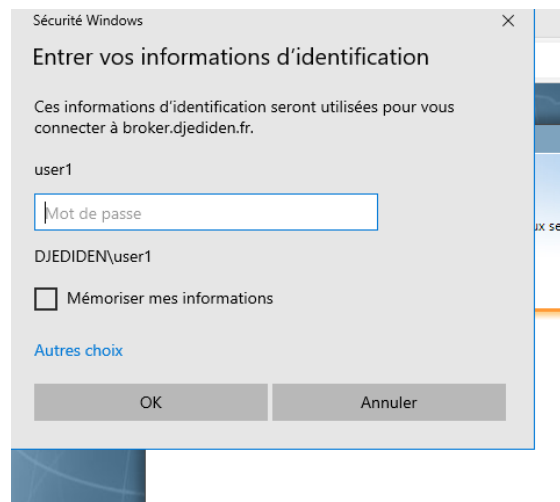 Sécurité Windows
Entrer vos informations d'identification
Ces informations d'identification seront utilisées pour vous
connecter à broker.djediden.fr.
user1
Mot de passe
DJEDIDEN\user1
Mémoriser mes informations
Autres choix
OK Annuler